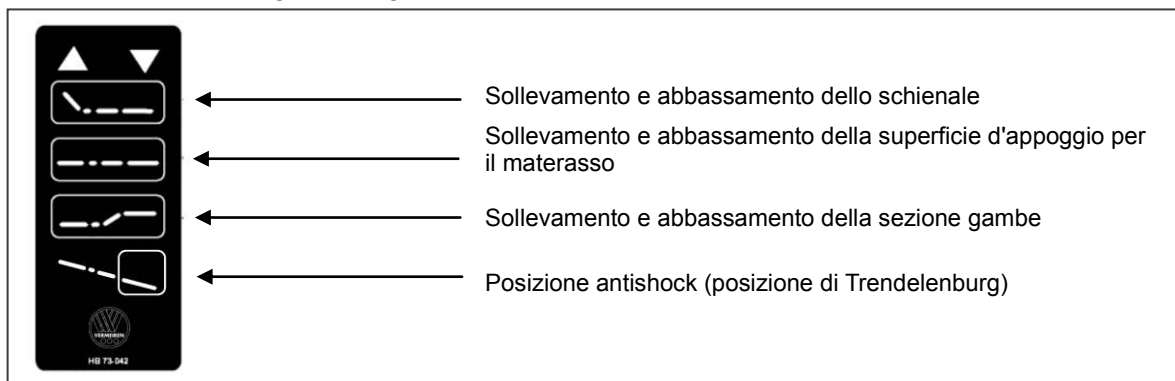 Sollevamento e abbassamento dello schienale
Sollevamento e abbassamento della superficie d'appoggio per
il materasso
Sollevamento e abbassamento della sezione gambe
Posizione antishock (posizione di Trendelenburg)
VERMEIREN
HB 73-042